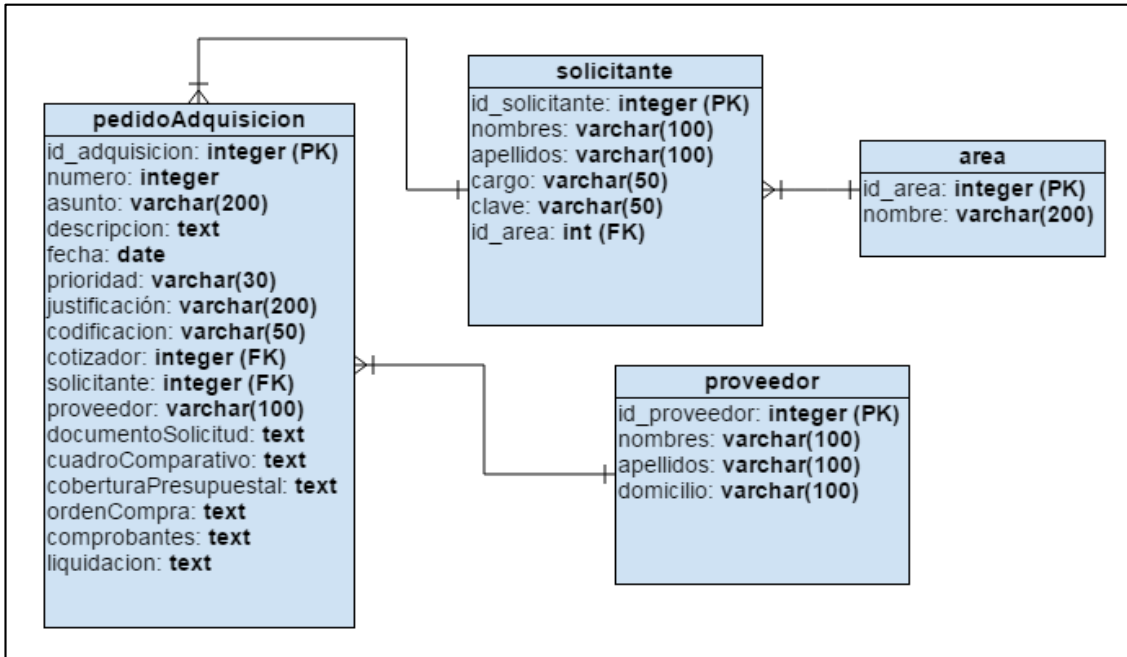 pedidoAdquisicion
id_adquisicion: integer (PK)
numero: integer
asunto: varchar(200)
descripcion: text
fecha: date
prioridad: varchar(30)
justificación: varchar(200)
codificacion: varchar(50)
cotizador: integer (FK)
solicitante: integer (FK)
proveedor: varchar(100)
documentoSolicitud: text
cuadroComparativo: text
coberturaPresupuestal: text
ordenCompra: text
comprobantes: text
liquidacion: text
solicitante
id_solicitante: integer (PK)
nombres: varchar(100)
apellidos: varchar(100)
cargo: varchar(50)
clave: varchar(50)
id_area: int (FK)
area
id_area: integer (PK)
nombre: varchar(200)
proveedor
id_proveedor: integer (PK)
nombres: varchar(100)
apellidos: varchar(100)
domicilio: varchar(100)